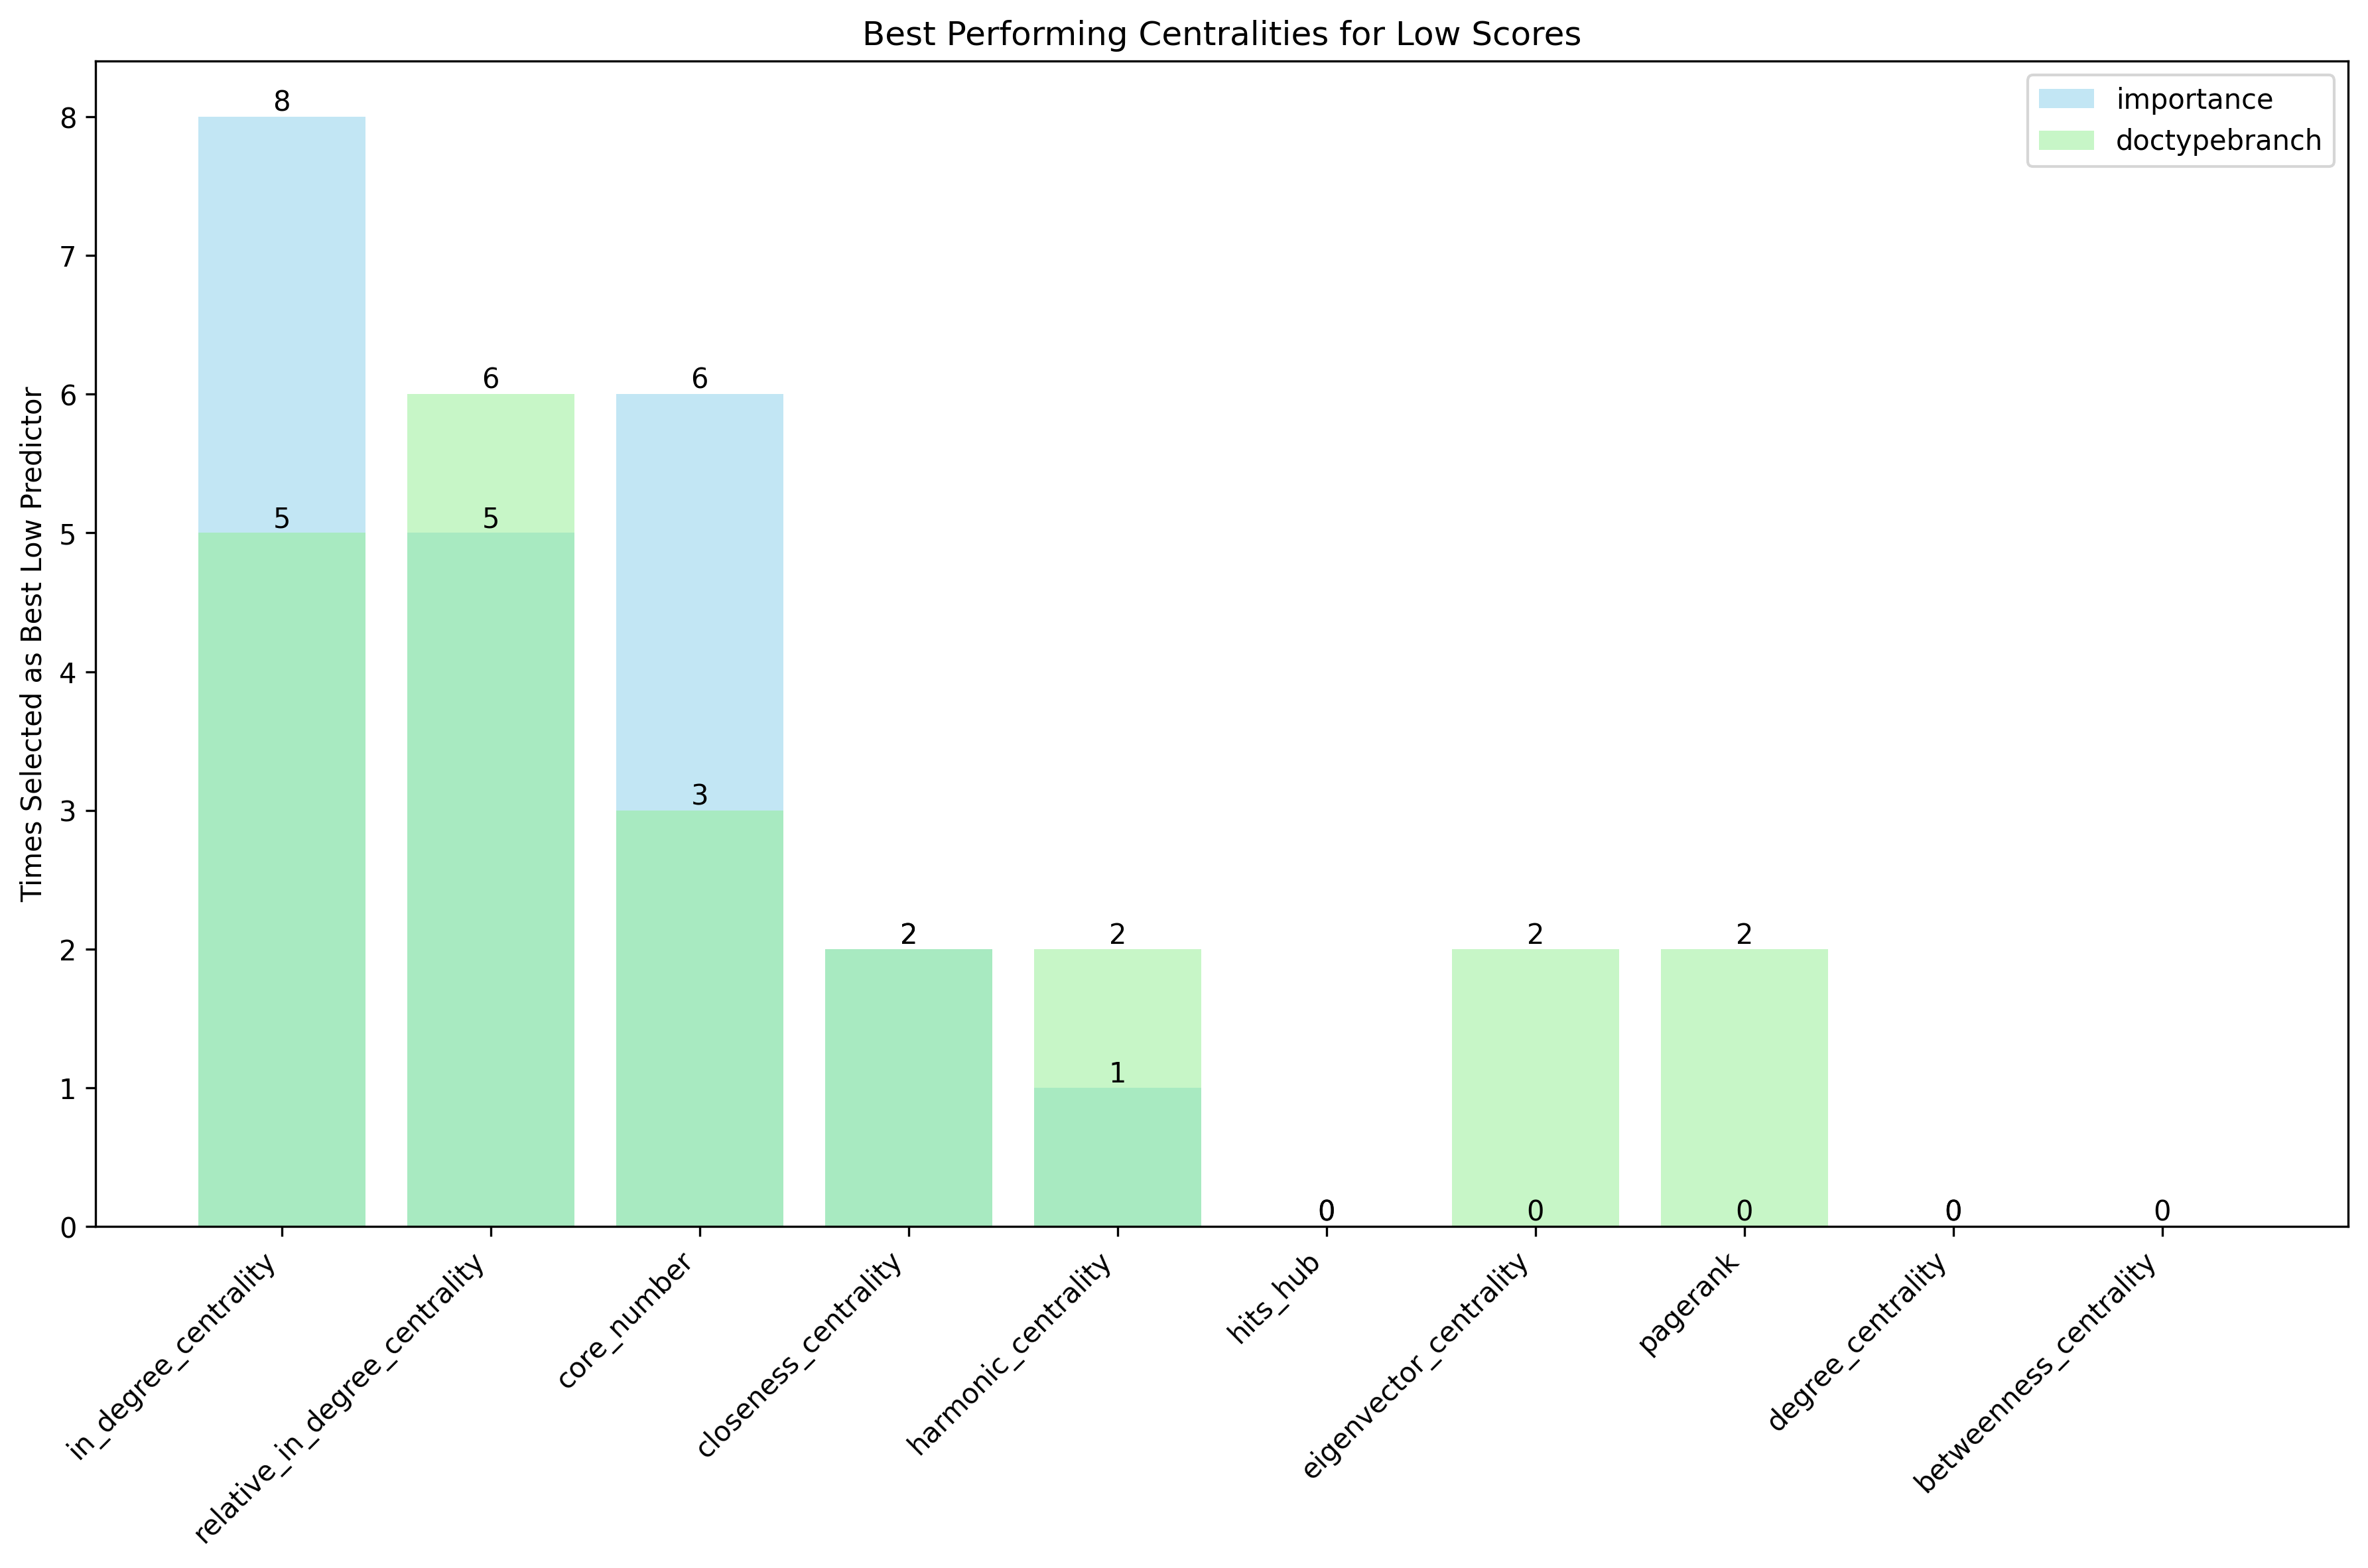 Best Performing Centralities for Low Scores
importance
doctypebranch
Times Selected as Best Low Predictor
8
7
6
5
4
3
2
1
0
8
5
6
5
6
3
2
2
1
0
2
0
2
0
0
0
in_degree_centrality
relative_in_degree_centrality
core_number
closeness_centrality
harmonic_centrality
hits_hub
eigenvector_centrality
pagerank
degree_centrality
betweenness_centrality